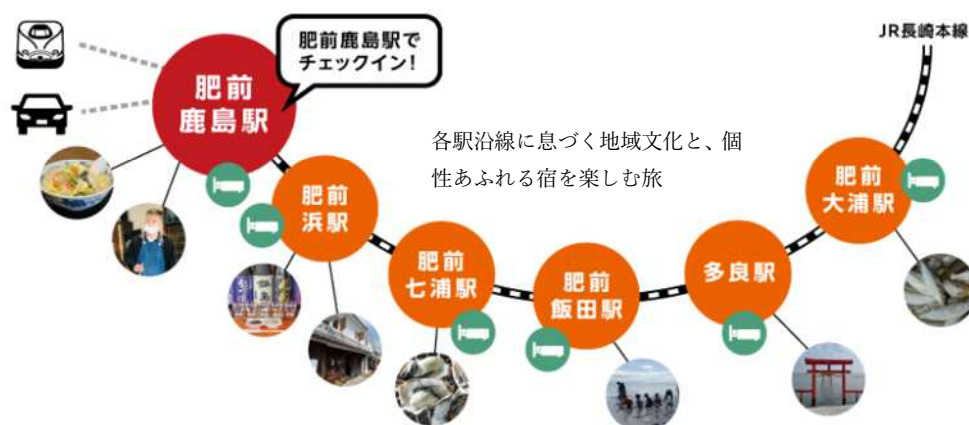 肥前鹿島駅で
チェックイン!
JR長崎本線
肥前
鹿島駅
各駅沿線に息づく地域文化と、個
性あふれる宿を楽しむ旅
肥前
浜駅
肥前
七浦駅
肥前
飯田駅
多良駅
肥前
大浦駅